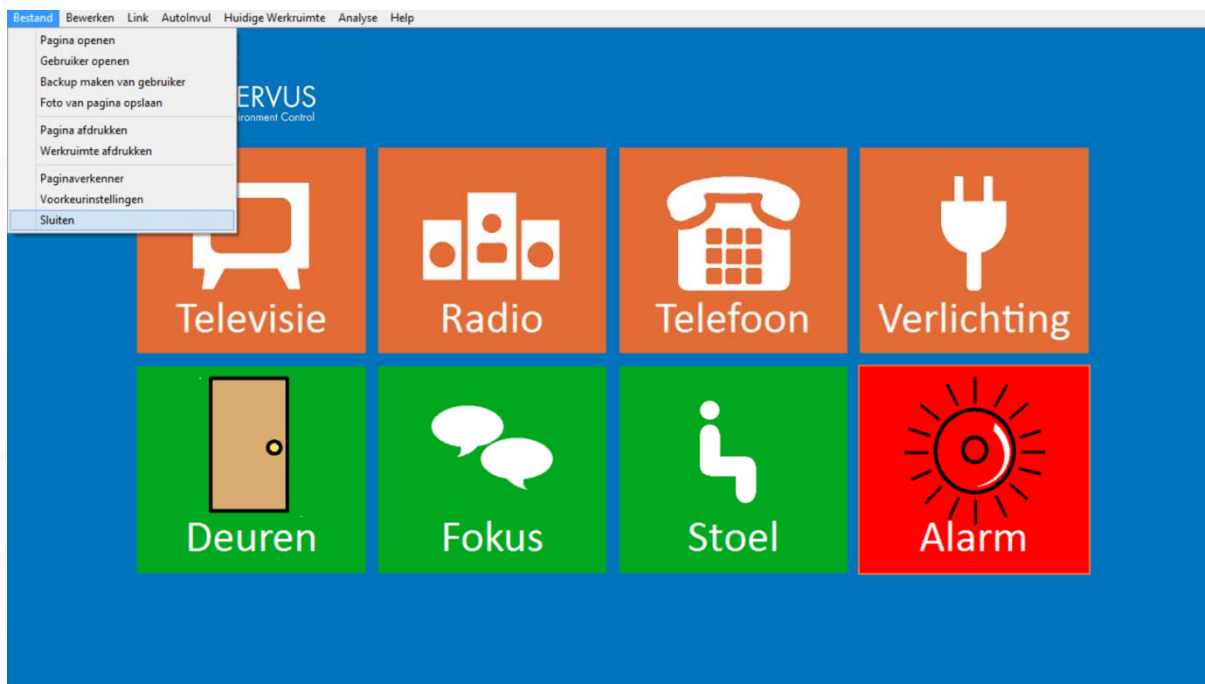 Bestand Bewerken Link AutoInvul Huidige Werkruimte Analyse Help
Pagina openen
Gebruiker openen
Backup maken van gebruiker
Foto van pagina opslaan
Pagina afdrukken
Werkruimte afdrukken
Paginaverkenner
Voorkeurinstellingen
Sluiten
ERVUS
ironment Control
Televisie Radio Telefoon Verlichting
Deuren Fokus Stoel Alarm